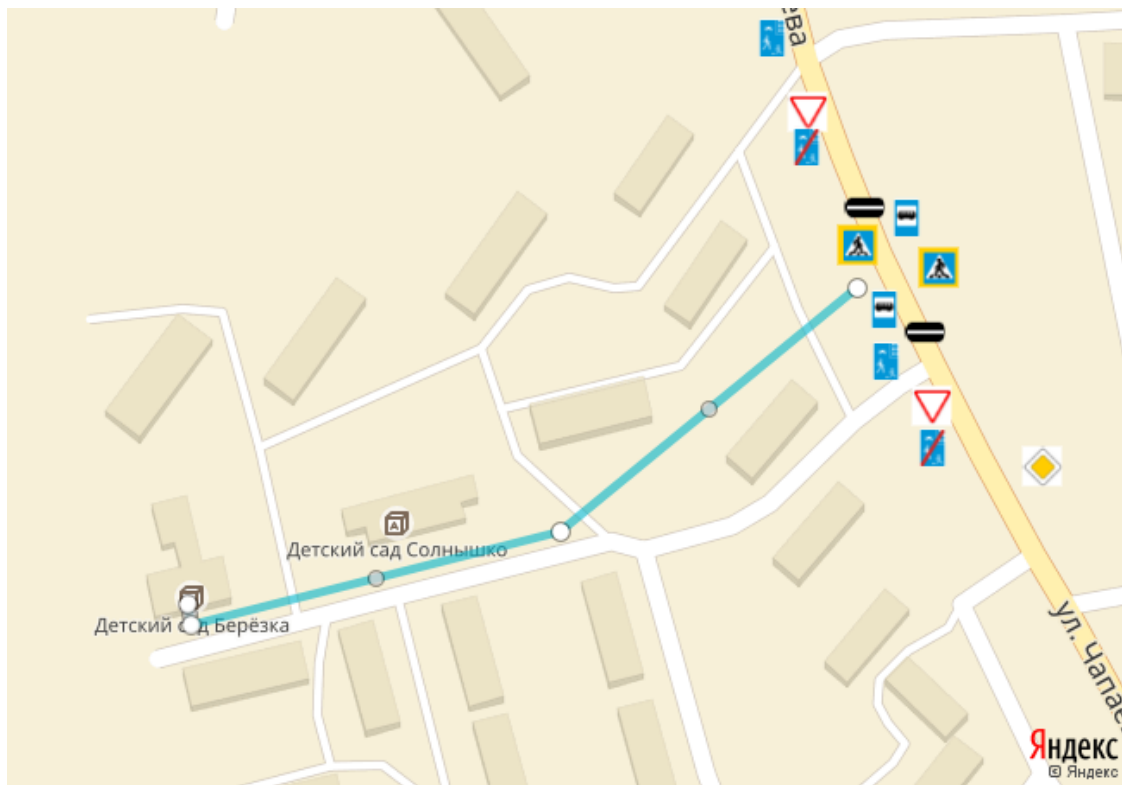 ева
Детский сад Солнышко
Детский сад Берёзка
ул. Чапае
Яндекс
© Яндекс